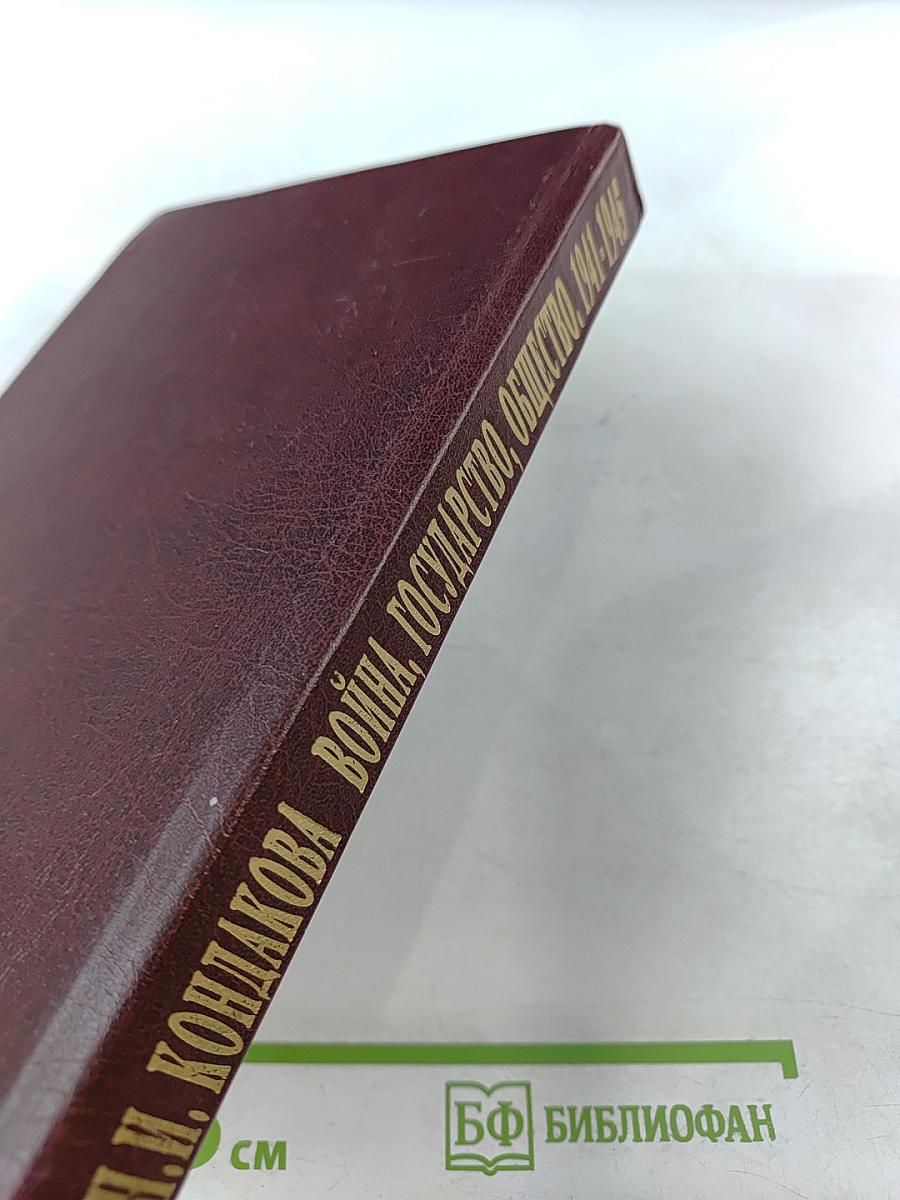 Н.И. КОНДАКОВА ВОЙНА, ГОСУДАРСТВО, ОБЩЕСТВО. 1941-1945
см
БФ БИБЛИОФАН